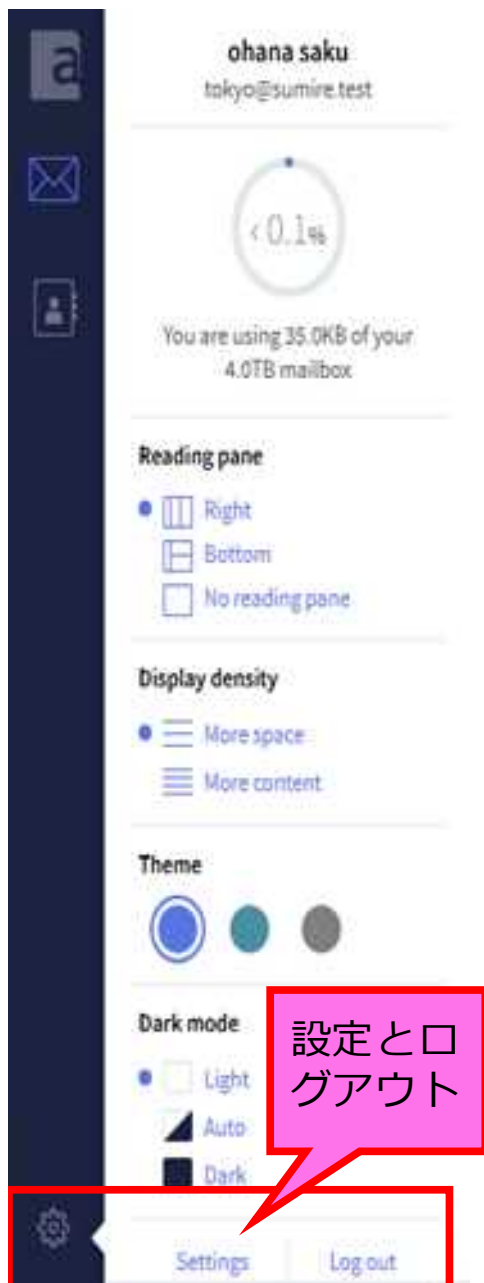 a
ohana saku
tokyo@sumire.test
< 0.1%
You are using 35.0KB of your
4.0TB mailbox
Reading pane
Right
Bottom
No reading pane
Display density
More space
More content
Theme
Dark mode
Light
Auto
Dark
設定とロ
グアウト
Settings
Log out